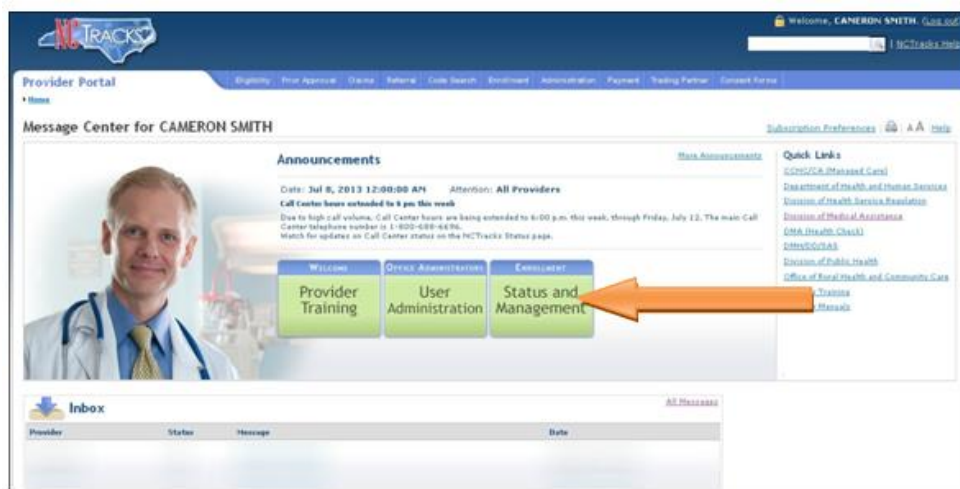 NCTRACKS
Welcome, CAMERON SMITH. (Log out)
| NCTracks Help
Provider Portal
Eligibility Prior Approval Claims Referral Code Search Enrollment Administration Payment Trading Partner Consent Forms
Home
Message Center for CAMERON SMITH
Subscription Preferences | AA Help
Announcements
More Announcements
Date: Jul 8, 2013 12:00:00 AM Attention: All Providers
Call Center hours extended to 6 pm this week
Due to high call volume, Call Center hours are being extended to 6:00 p.m. this week, through Friday, July 12. The main Call
Center telephone number is 1-800-688-6696.
Watch for updates on Call Center status on the NCTracks Status page.
WELCOME
Provider
Training
OFFICE ADMINISTRATORS
User
Administration
ENROLLMENT
Status and
Management
Quick Links
CCNC/CA (Managed Care)
Department of Health and Human Services
Division of Health Service Regulation
Division of Medical Assistance
DMA (Health Check)
DMH/DD/SAS
Division of Public Health
Office of Rural Health and Community Care
Training
Manuals
Inbox
All Messages
Provider Status Message Date